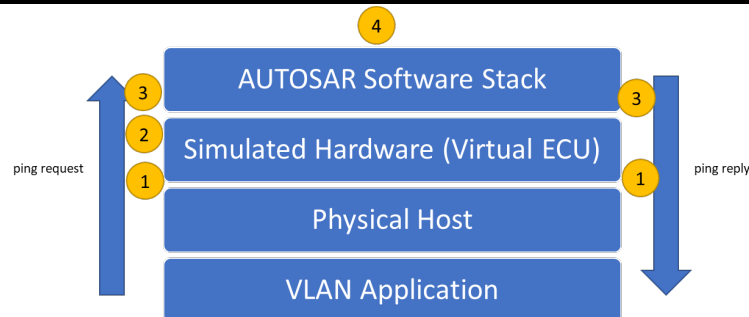 4
AUTOSAR Software Stack
3
3
2
Simulated Hardware (Virtual ECU)
ping request
ping reply
1
1
Physical Host
VLAN Application